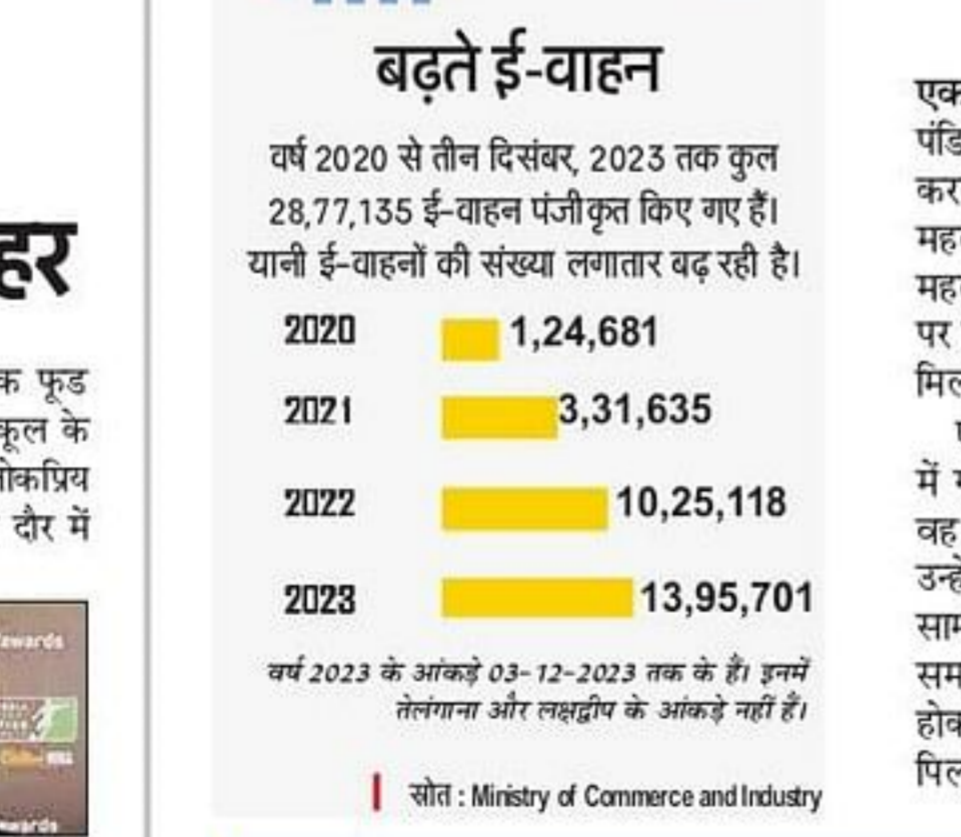 हर
क फूड
कूल के
ोकप्रिय
दौर में
awards
awards
बढ़ते ई-वाहन
वर्ष 2020 से तीन दिसंबर, 2023 तक कुल
28,77,135 ई-वाहन पंजीकृत किए गए हैं।
यानी ई-वाहनों की संख्या लगातार बढ़ रही है।
2020 1,24,681
2021 3,31,635
2022 10,25,118
2023 13,95,701
वर्ष 2023 के आंकड़े 03-12-2023 तक के हैं। इनमें
तेलंगाना और लक्षद्वीप के आंकड़े नहीं हैं।
स्रोत : Ministry of Commerce and Industry
एक
पंडि
कर
मह
मह
पर
मिल
में
वह
उन्हे
साम
सम
होक
पिल